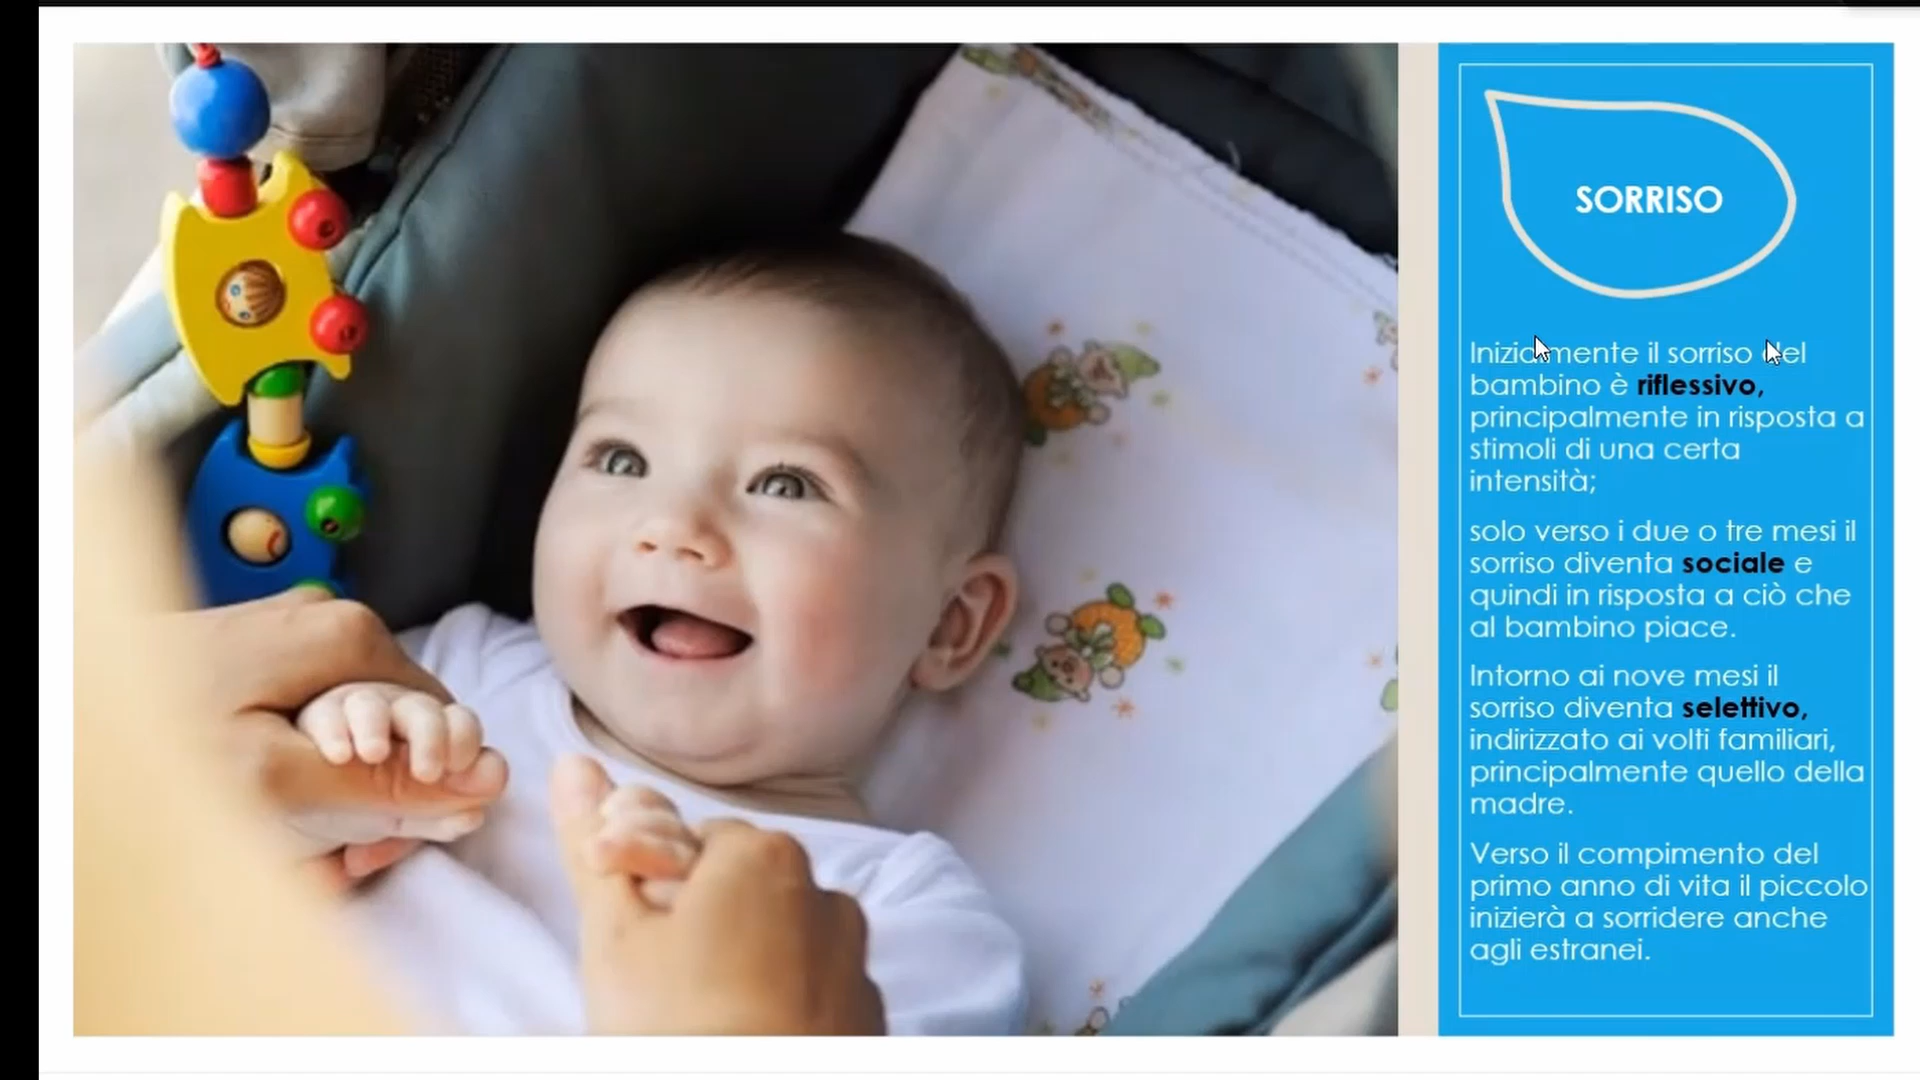 SORRISO
Inizialmente il sorriso del
bambino è riflessivo,
principalmente in risposta a
stimoli di una certa
intensità;
solo verso i due o tre mesi il
sorriso diventa sociale e
quindi in risposta a ciò che
al bambino piace.
Intorno ai nove mesi il
sorriso diventa selettivo,
indirizzato ai volti familiari,
principalmente quello della
madre.
Verso il compimento del
primo anno di vita il piccolo
inizierà a sorridere anche
agli estranei.